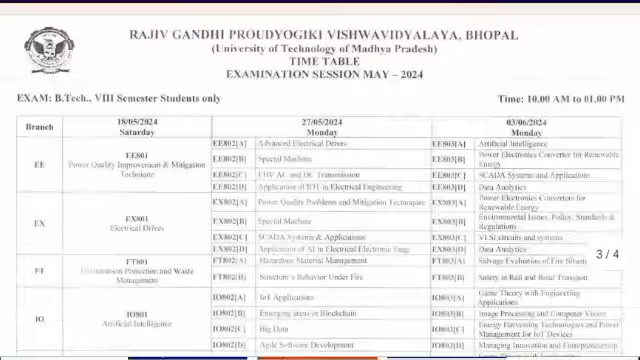 RAJIV GANDHI PROUDYOGIKI VISHWAVIDYALAYA, BHOPAL
(University of Technology of Madhya Pradesh)
TIME TABLE
EXAMINATION SESSION MAY – 2024
EXAM: B.Tech., VIII Semester Students only Time: 10.00 AM to 01.00 PM
Branch 18/05/2024 Saturday 27/05/2024 Monday 03/06/2024 Monday
EE EE801 Power Quality Improvement & Mitigation Technique
EE802[A] Advanced Electrical Drives EE803[A] Artificial Intelligence
EE802[B] Special Machine EE803[B] Power Electronics Converter for Renewable Energy
EE802[C] EHV AC and DC Transmission EE803[C] SCADA Systems and Applications
EE802[D] Application of IOT in Electrical Engineering EE803[D] Data Analytics
EX EX801 Electrical Drives
EX802[A] Power Quality Problems and Mitigation Techniques EX803[A] Power Electronics Converters for Renewable Energy
EX802[B] Special Machine EX803[B] Environmental Issues, Policy, Standards & Regulations
EX802[C] SCADA Systems & Applications EX803[C] VLSI circuits and systems
EX802[D] Application of AI in Electrical Electronic Engg EX803[D] Data Analytics
3/4
FT FT801 Environment Protection and Waste Management
FT802[A] Hazardous Material Management FT803[A] Salvage Evaluation of Fire Situation
FT802[B] Structure's Behavior Under Fire FT803[B] Safety in Rail and Road Transport
IO IO801 Artificial Intelligence
IO802[A] IoT Applications IO803[A] Game Theory with Engineering Applications
IO802[B] Emerging areas in Blockchain IO803[B] Image Processing and Computer Vision
IO802[C] Big Data IO803[C] Energy Harvesting Technologies and Power Management for IoT Devices
IO802[D] Agile Software Development IO803[D] Managing Innovation and Entrepreneurship